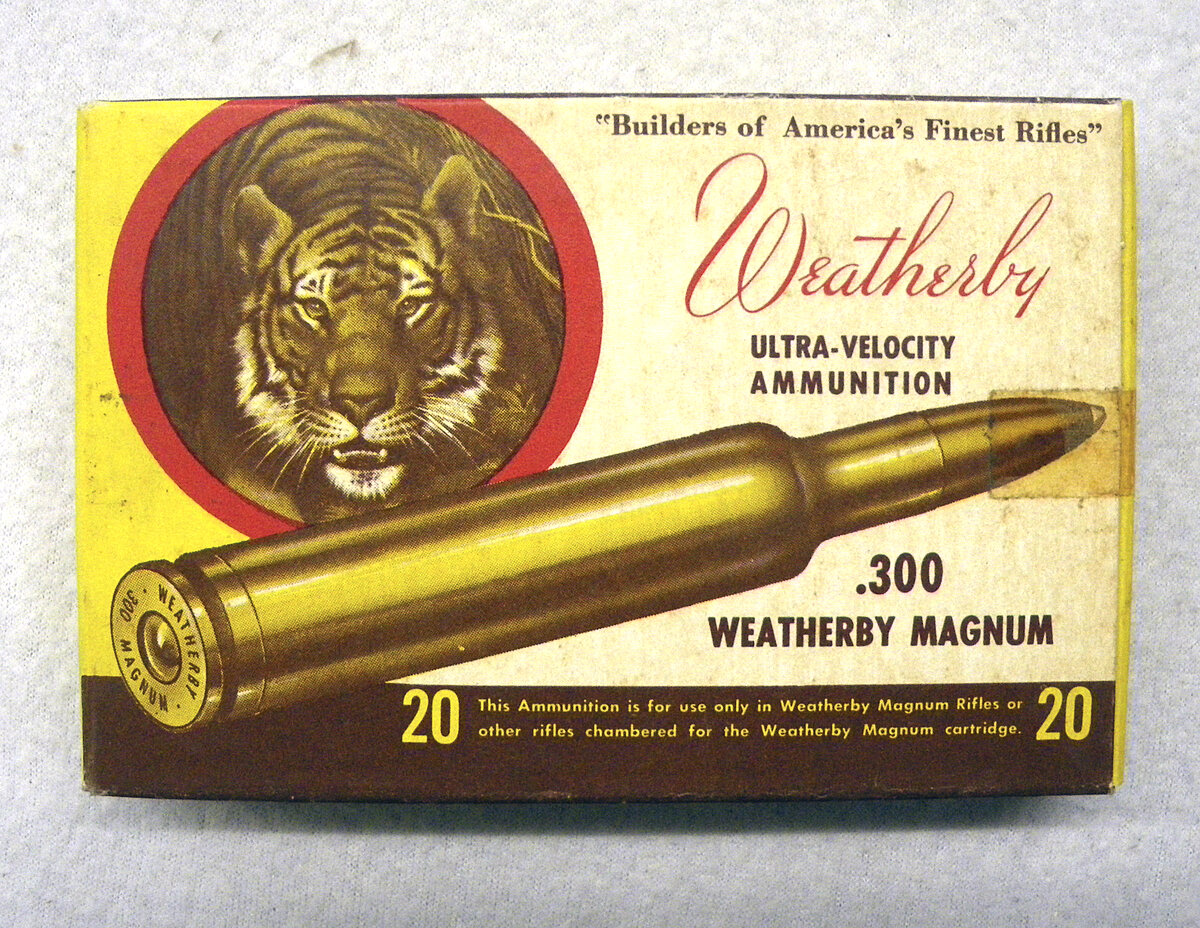 “Builders of America's Finest Rifles”
Weatherby
ULTRA-VELOCITY
AMMUNITION
.300
WEATHERBY MAGNUM
· WEATHERBY ·
300 MAGNUM
20 This Ammunition is for use only in Weatherby Magnum Rifles or 20
other rifles chambered for the Weatherby Magnum cartridge.